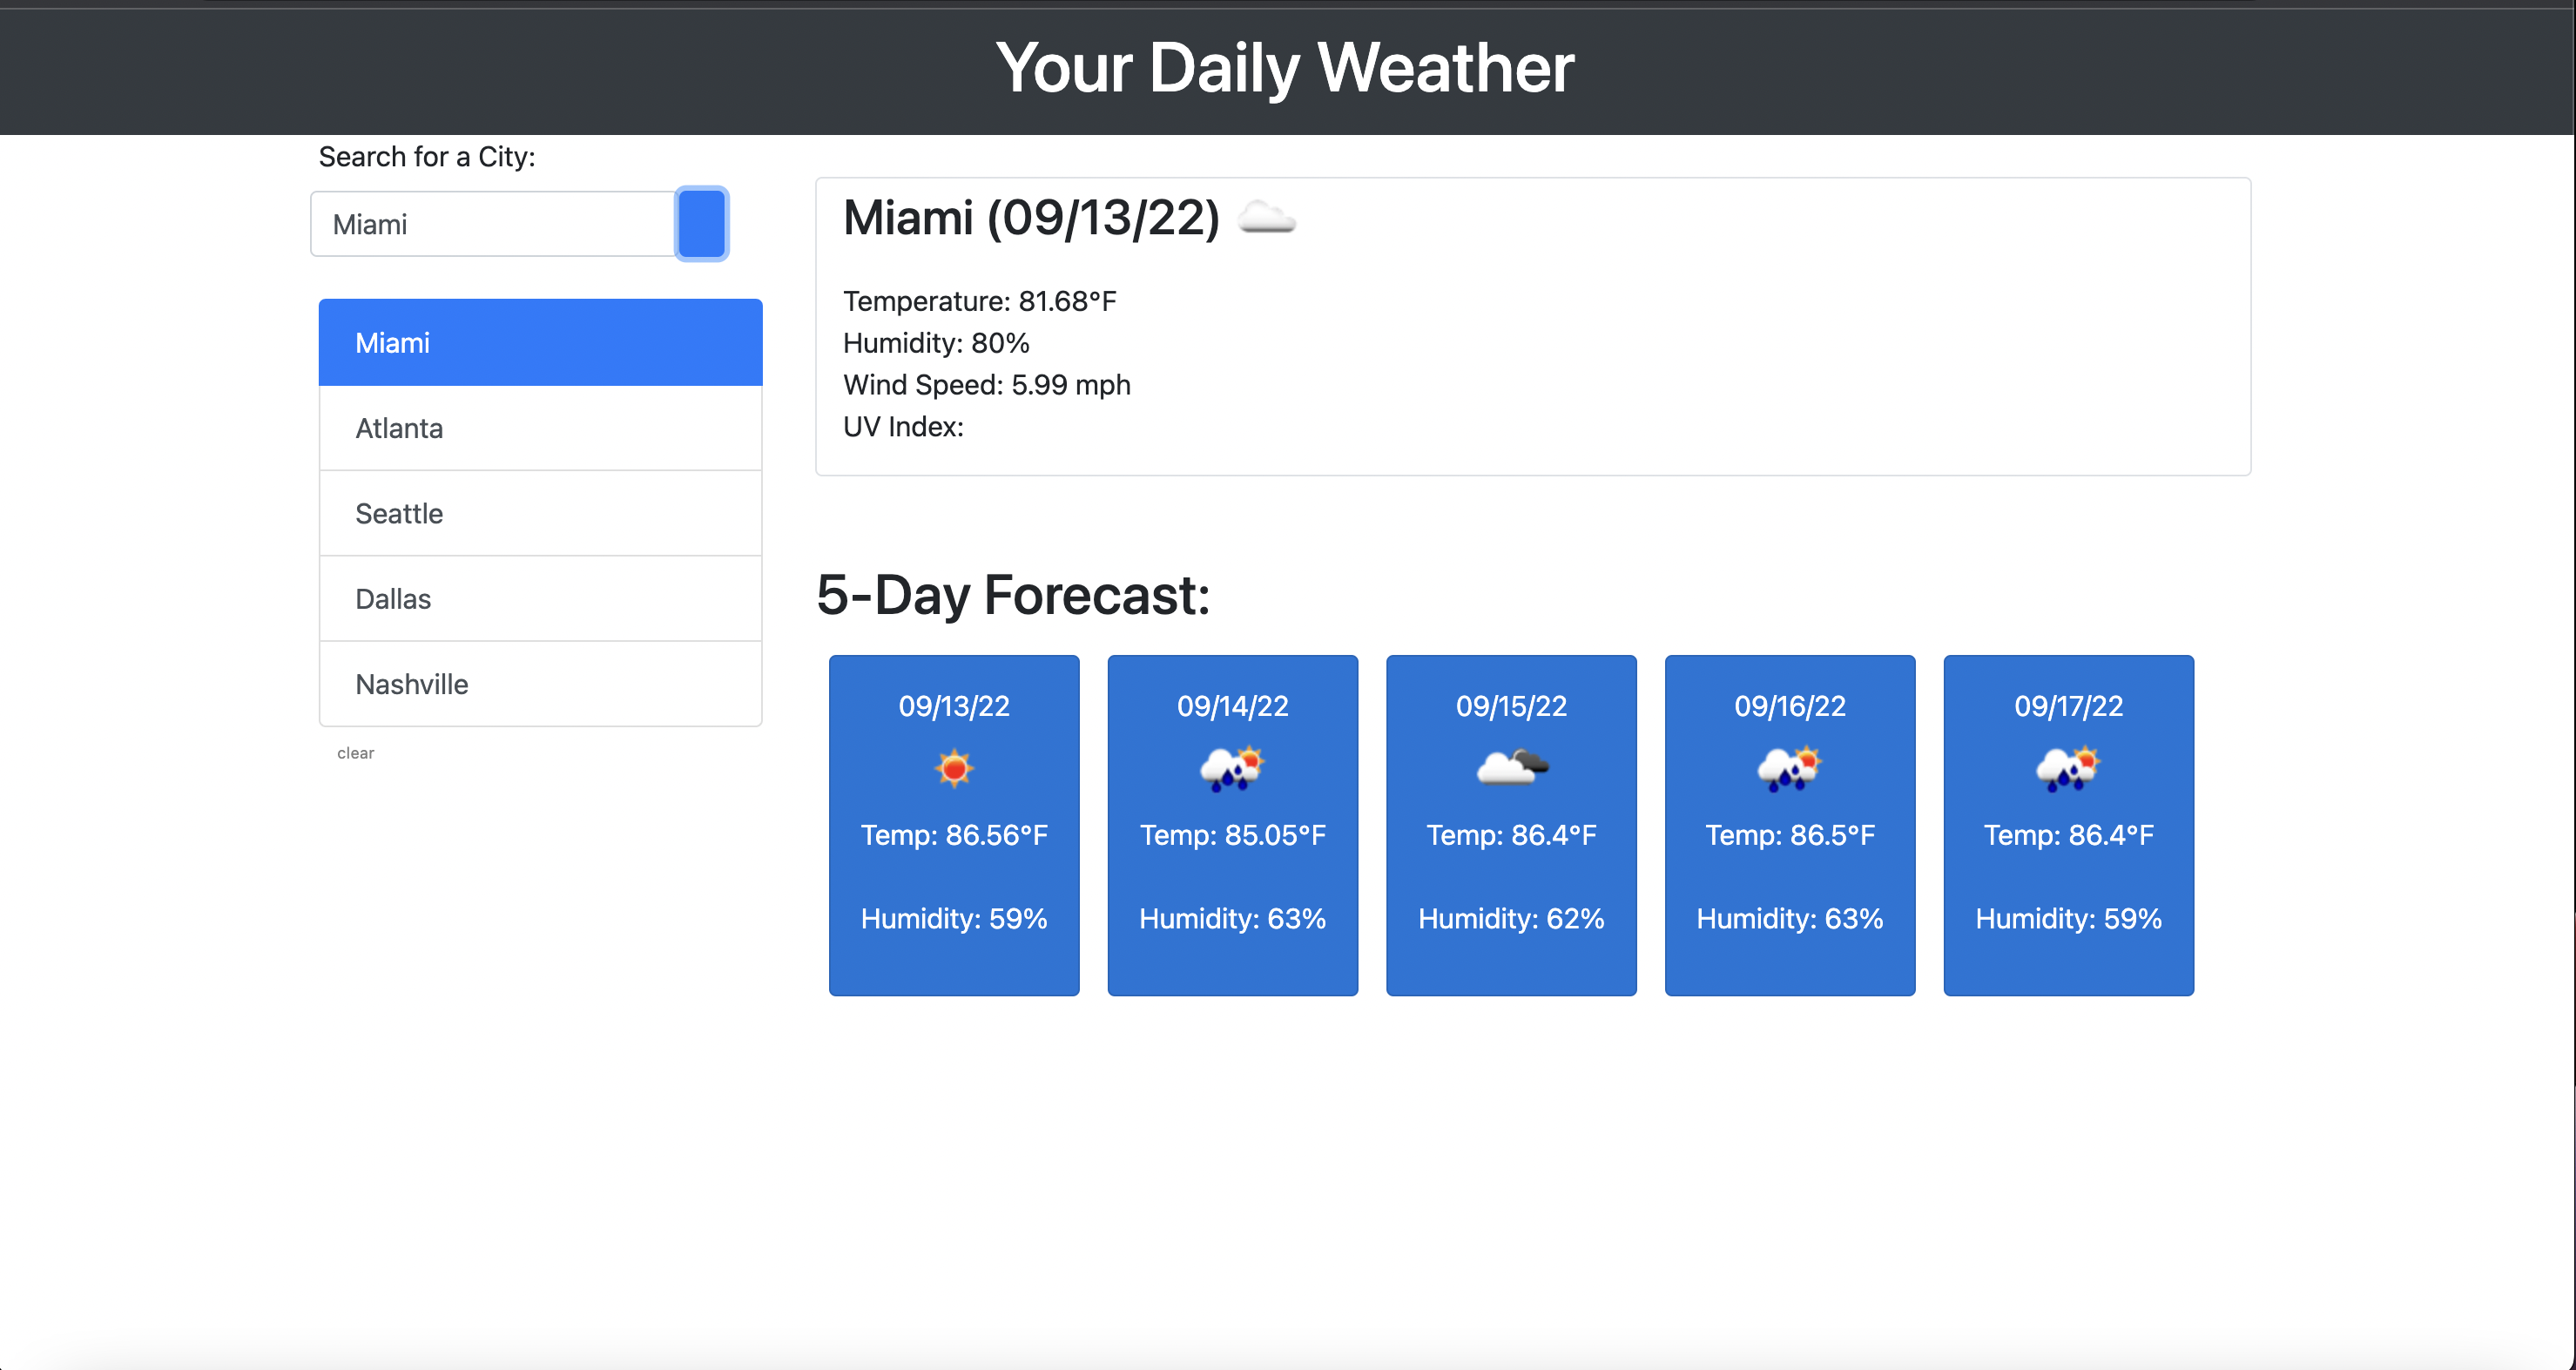 Your Daily Weather
Search for a City:
Miami
Miami
Atlanta
Seattle
Dallas
Nashville
clear
Miami (09/13/22)
Temperature: 81.68°F
Humidity: 80%
Wind Speed: 5.99 mph
UV Index:
5-Day Forecast:
09/13/22
Temp: 86.56°F
Humidity: 59%
09/14/22
Temp: 85.05°F
Humidity: 63%
09/15/22
Temp: 86.4°F
Humidity: 62%
09/16/22
Temp: 86.5°F
Humidity: 63%
09/17/22
Temp: 86.4°F
Humidity: 59%